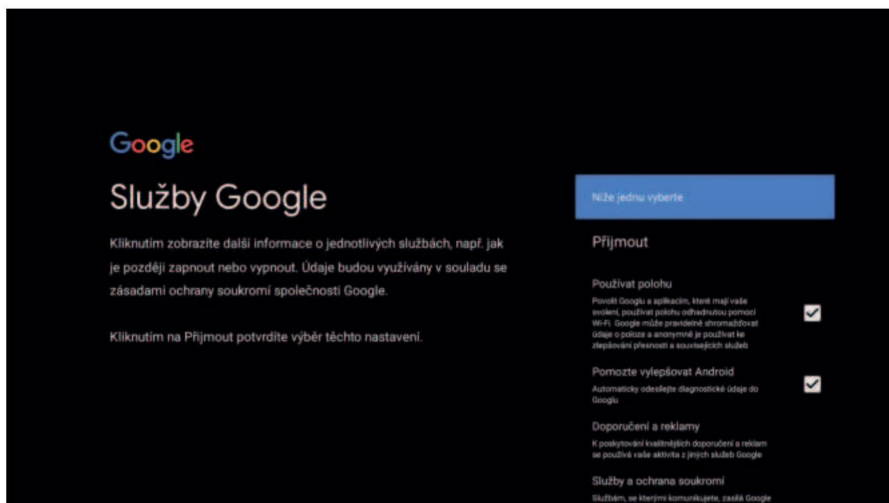 Google
Služby Google
Kliknutím zobrazíte další informace o jednotlivých službách, např. jak
je později zapnout nebo vypnout. Údaje budou využívány v souladu se
zásadami ochrany soukromí společnosti Google.
Kliknutím na Přijmout potvrdíte výběr těchto nastavení.
Níže jednu vyberte
Přijmout
Používat polohu
Povolit Googlu a aplikacím, které mají vaše
svolení, používat polohu odhadnutou pomocí
Wi-Fi. Google může pravidelně shromažďovat
údaje o poloze a anonymně je používat ke
zlepšování přesnosti a souvisejících služeb
Pomozte vylepšovat Android
Automaticky odesílejte diagnostické údaje do
Googlu
Doporučení a reklamy
K poskytování kvalitnějších doporučení a reklam
se používá vaše aktivita z jiných služeb Google
Služby a ochrana soukromí
Službám, se kterými komunikujete, zasílá Google